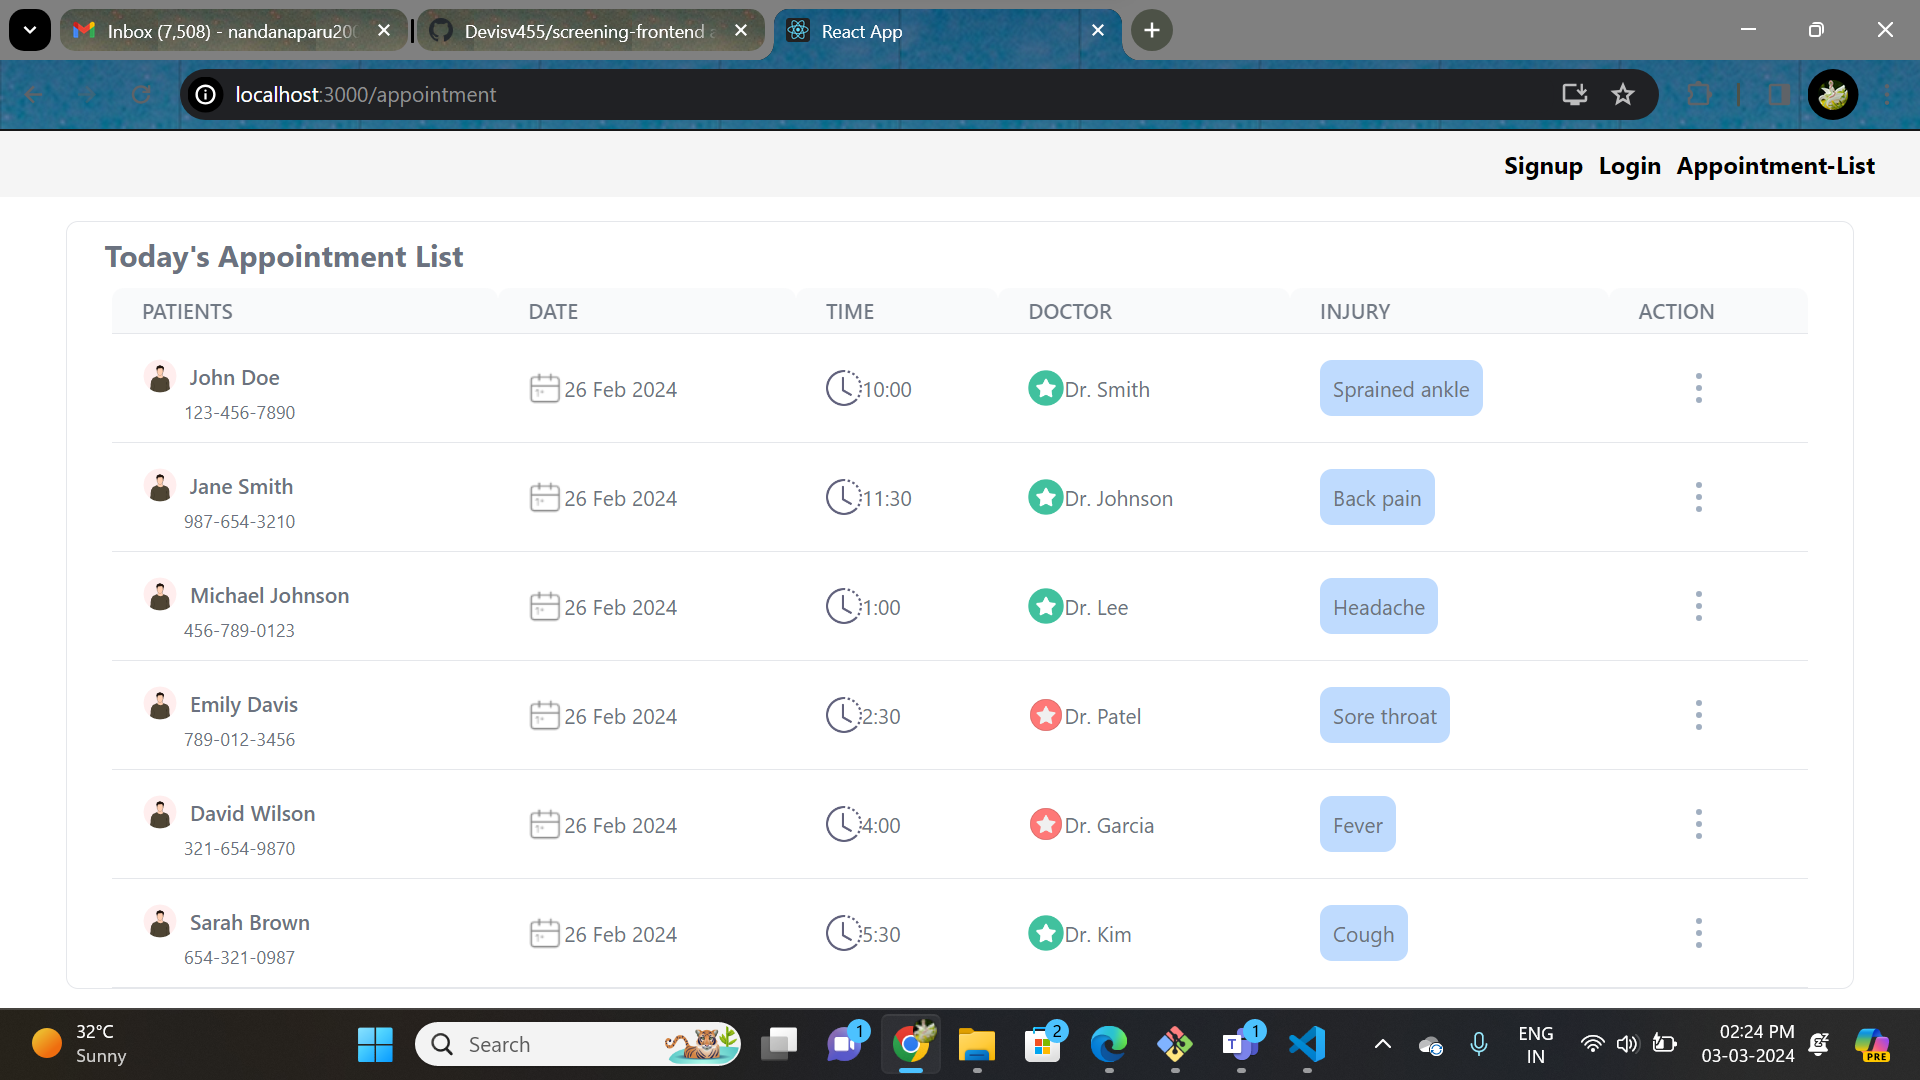 Inbox (7,508) - nandanaparu200
Devisv455/screening-frontend a
React App
localhost:3000/appointment
Signup Login Appointment-List
Today's Appointment List
PATIENTS DATE TIME DOCTOR INJURY ACTION
John Doe
123-456-7890
26 Feb 2024 10:00 Dr. Smith Sprained ankle
Jane Smith
987-654-3210
26 Feb 2024 11:30 Dr. Johnson Back pain
Michael Johnson
456-789-0123
26 Feb 2024 1:00 Dr. Lee Headache
Emily Davis
789-012-3456
26 Feb 2024 2:30 Dr. Patel Sore throat
David Wilson
321-654-9870
26 Feb 2024 4:00 Dr. Garcia Fever
Sarah Brown
654-321-0987
26 Feb 2024 5:30 Dr. Kim Cough
32°C
Sunny
Search
1
2
1
ENG
IN
02:24 PM
03-03-2024
PRE